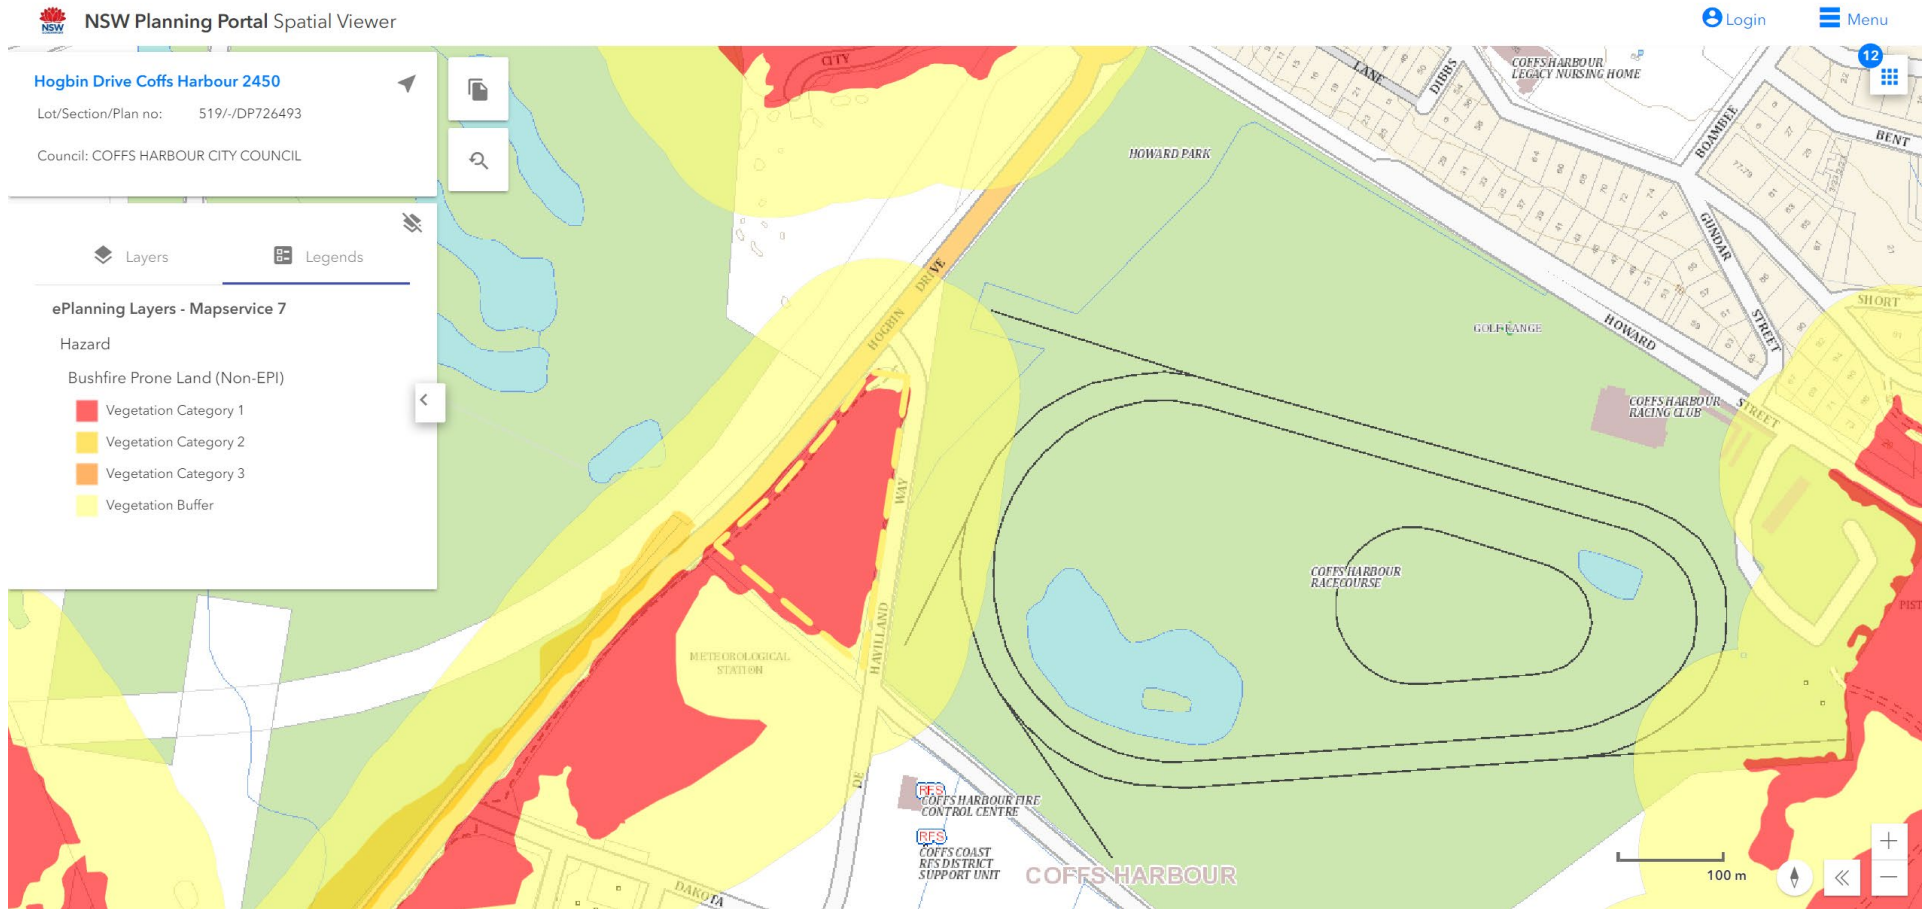 NSW
NSW Planning Portal Spatial Viewer
Login
Menu
Hogbin Drive Coffs Harbour 2450
Lot/Section/Plan no: 519/-/DP726493
Council: COFFS HARBOUR CITY COUNCIL
Layers
Legends
ePlanning Layers - Mapservice 7
Hazard
Bushfire Prone Land (Non-EPI)
Vegetation Category 1
Vegetation Category 2
Vegetation Category 3
Vegetation Buffer
12
CITY
LANE
DIBBS
COFFS HARBOUR
LEGACY NURSING HOME
BOAMBEE
BENT
HOWARD PARK
GUNDAR
STREET
SHORT
HOGBIN
DRIVE
GOLF RANGE
HOWARD
STREET
COFFS HARBOUR
RACING CLUB
WAY
COFFS HARBOUR
RACECOURSE
PIST
METEOROLOGICAL
STATION
HAVILLAND
DE
RFS
COFFS HARBOUR FIRE
CONTROL CENTRE
RFS
COFFS COAST
RFS DISTRICT
SUPPORT UNIT
COFFS HARBOUR
DAKOTA
100 m